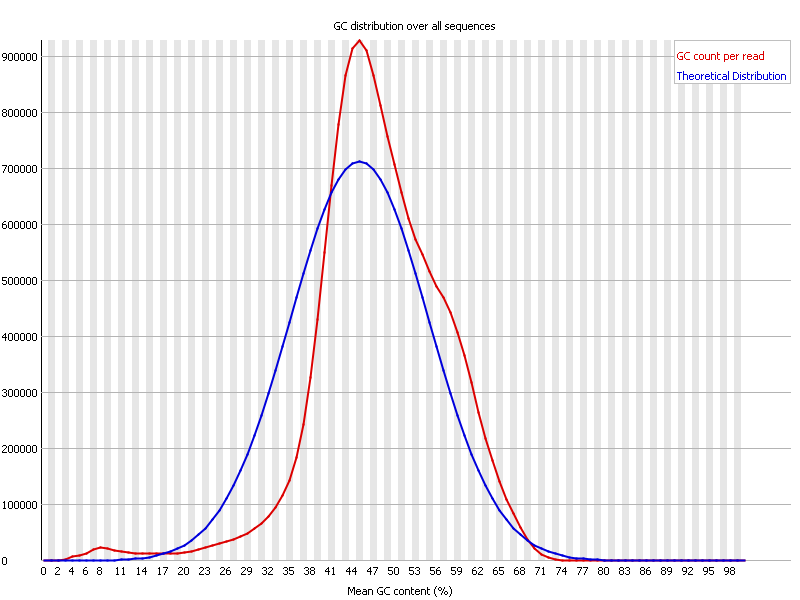 GC distribution over all sequences
GC count per read
Theoretical Distribution
900000
800000
700000
600000
500000
400000
300000
200000
100000
0
0 2 4 6 8 11 14 17 20 23 26 29 32 35 38 41 44 47 50 53 56 59 62 65 68 71 74 77 80 83 86 89 92 95 98
Mean GC content (%)